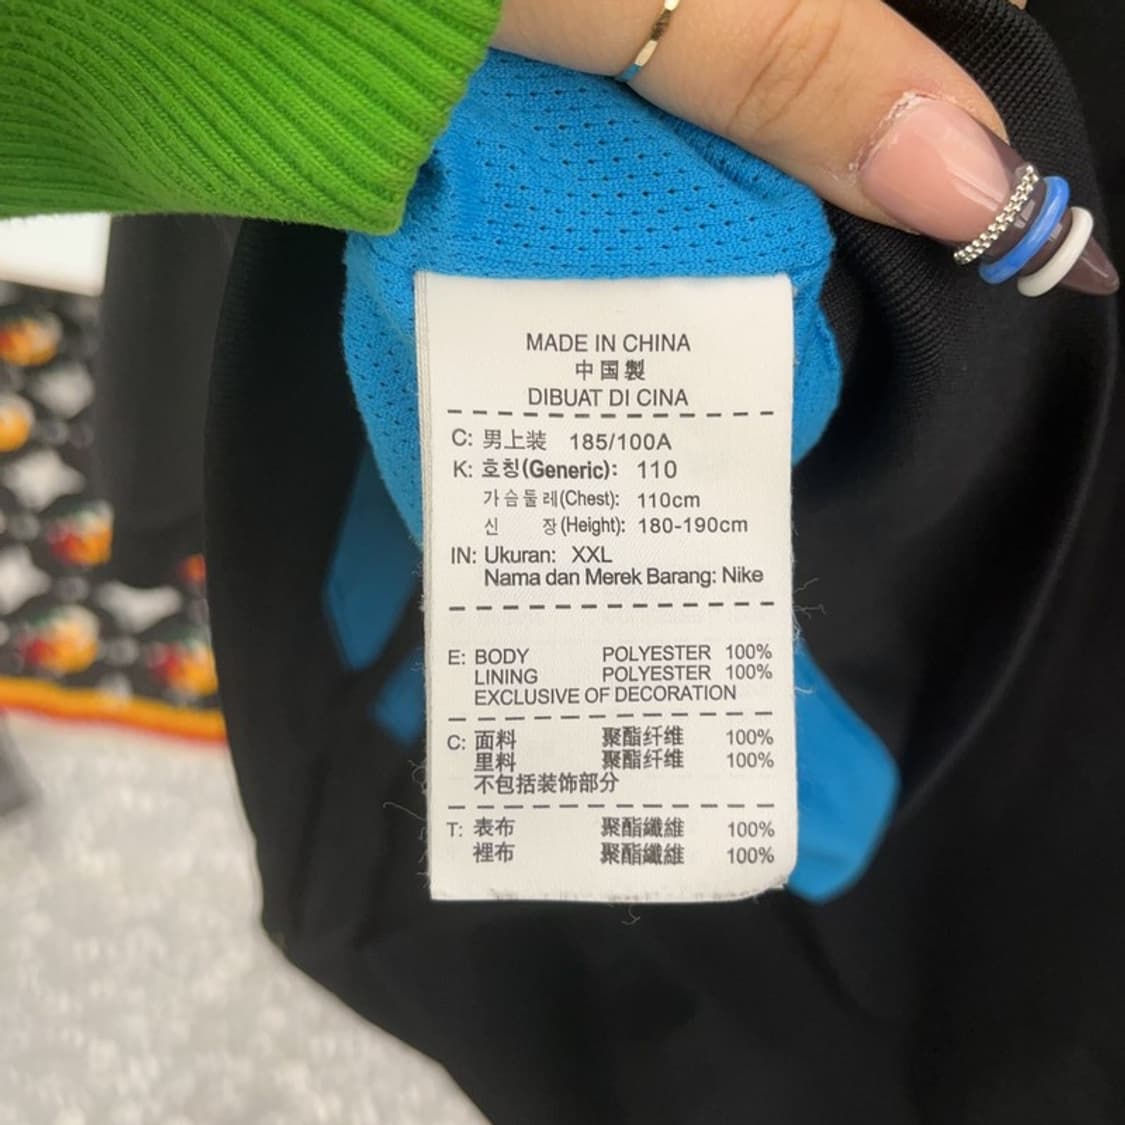 MADE IN CHINA
中国製
DIBUAT DI CINA
C: 男上装 185/100A
K: 호칭(Generic): 110
가슴둘레(Chest): 110cm
신 장(Height): 180-190cm
IN: Ukuran: XXL
Nama dan Merek Barang: Nike
E: BODY POLYESTER 100%
LINING POLYESTER 100%
EXCLUSIVE OF DECORATION
C: 面料 聚酯纤维 100%
里料 聚酯纤维 100%
不包括装饰部分
T: 表布 聚酯纖維 100%
裡布 聚酯纖維 100%